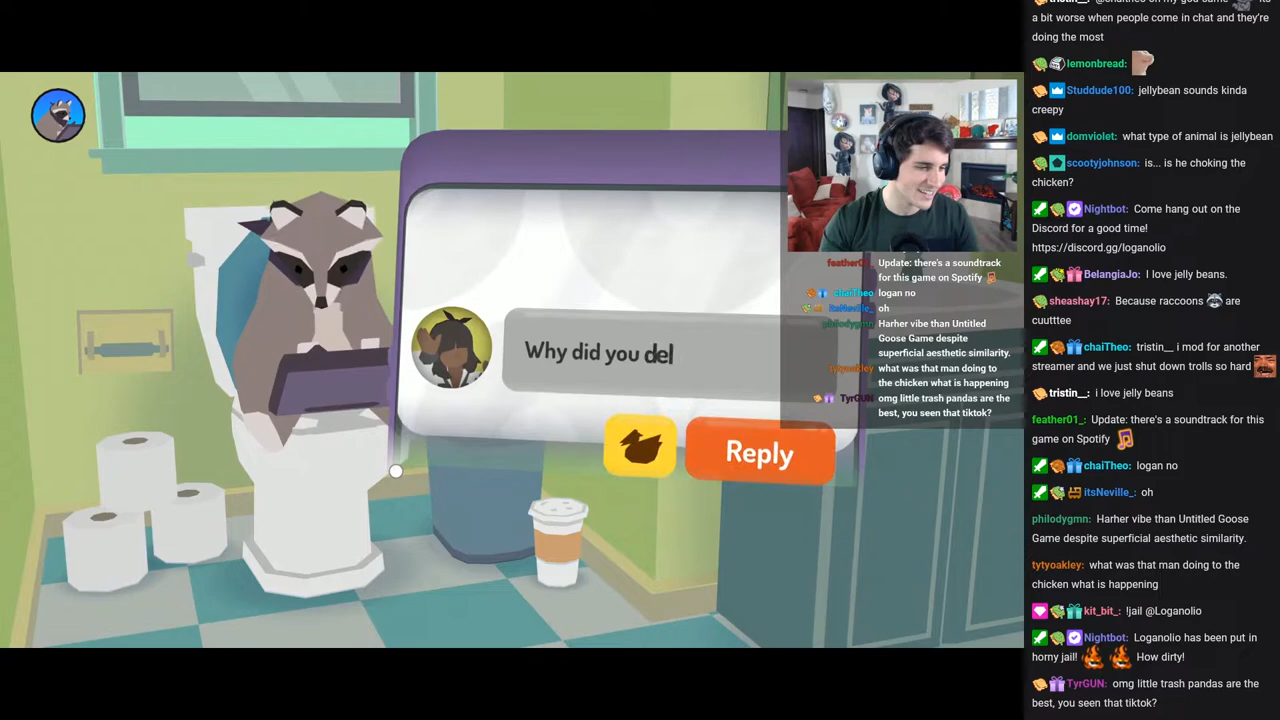 Why did you del
Reply
feather01_: Update: there's a soundtrack
for this game on Spotify
chaiTheo: logan no
itsNeville_: oh
philodygmn: Harher vibe than Untitled
Goose Game despite
superficial aesthetic similarity.
tytyoakley: what was that man doing to
the chicken what is happening
TyrGUN: omg little trash pandas are the
best, you seen that tiktok?
a bit worse when people come in chat and they're
doing the most
lemonbread:
Studdude100: jellybean sounds kinda
creepy
domviolet: what type of animal is jellybean
scootyjohnson: is... is he choking the
chicken?
Nightbot: Come hang out on the
Discord for a good time!
https://discord.gg/loganolio
BelangiaJo: I love jelly beans.
sheashay17: Because raccoons are
cuutttee
chaiTheo: tristin__ i mod for another
streamer and we just shut down trolls so hard
tristin__: i love jelly beans
feather01_: Update: there's a soundtrack for this
game on Spotify
chaiTheo: logan no
itsNeville_: oh
philodygmn: Harher vibe than Untitled Goose
Game despite superficial aesthetic similarity.
tytyoakley: what was that man doing to the
chicken what is happening
kit_bit_: !jail @Loganolio
Nightbot: Loganolio has been put in
horny jail! How dirty!
TyrGUN: omg little trash pandas are the
best, you seen that tiktok?